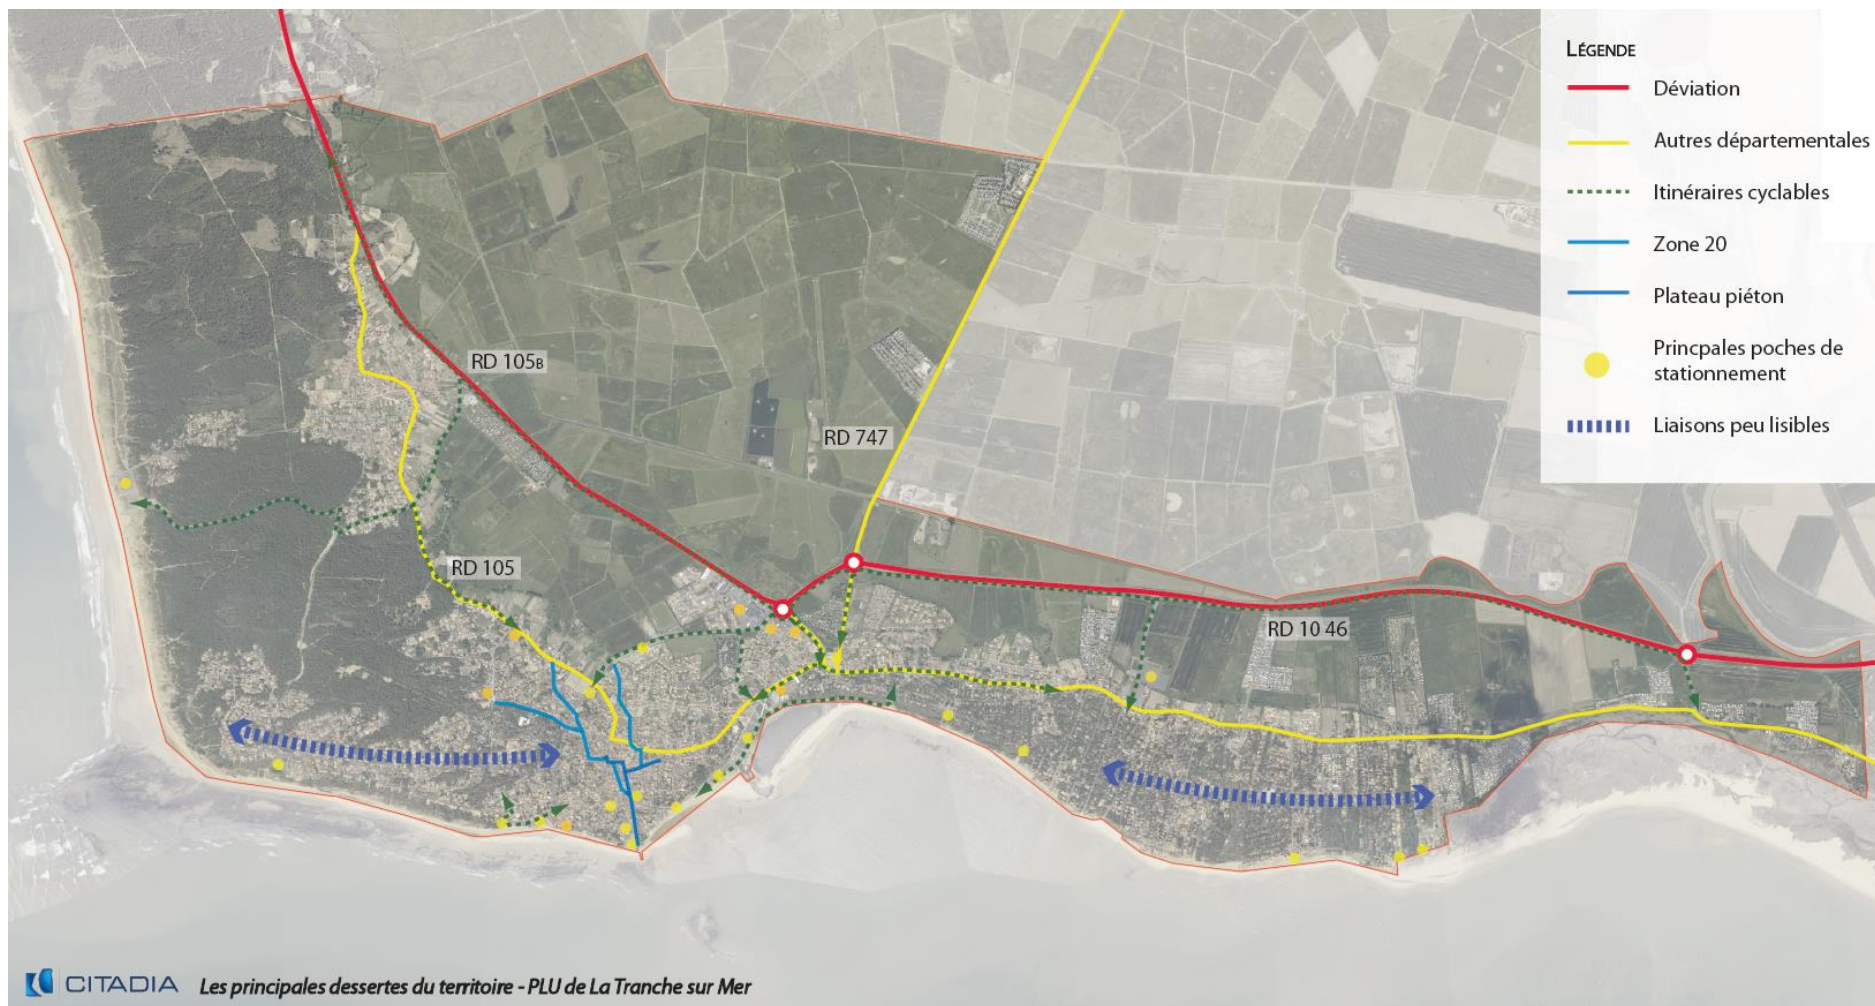 LÉGENDE
Déviation
Autres départementales
Itinéraires cyclables
Zone 20
Plateau piéton
Princpales poches de
stationnement
Liaisons peu lisibles
RD 105B
RD 747
RD 105
RD 10 46
CITADIA Les principales dessertes du territoire - PLU de La Tranche sur Mer